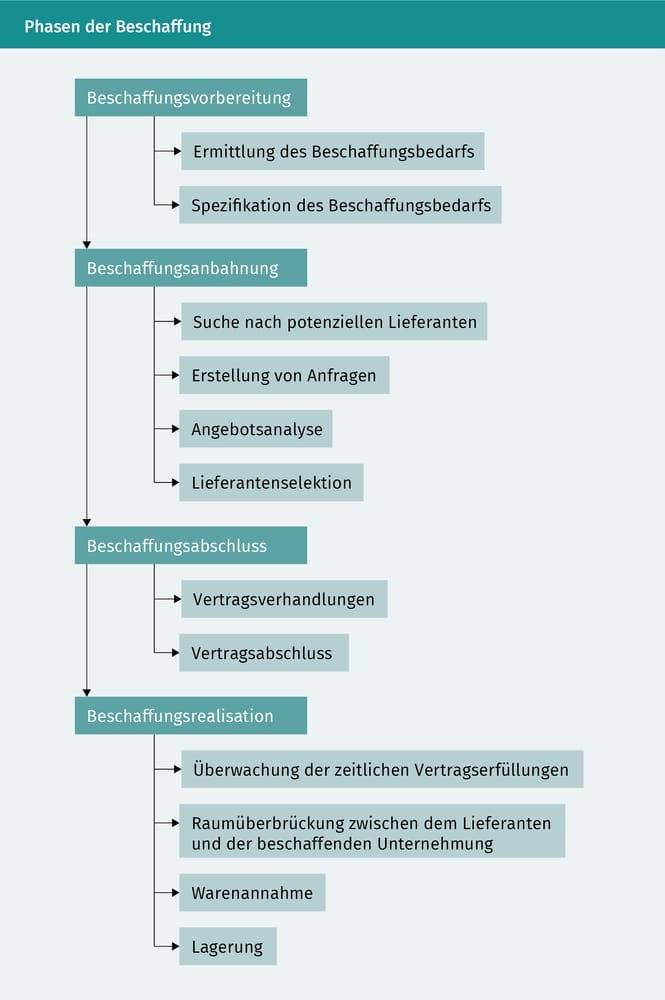 Phasen der Beschaffung
Beschaffungsvorbereitung
Ermittlung des Beschaffungsbedarfs
Spezifikation des Beschaffungsbedarfs
Beschaffungsanbahnung
Suche nach potenziellen Lieferanten
Erstellung von Anfragen
Angebotsanalyse
Lieferantenselektion
Beschaffungsabschluss
Vertragsverhandlungen
Vertragsabschluss
Beschaffungsrealisation
Überwachung der zeitlichen Vertragserfüllungen
Raumüberbrückung zwischen dem Lieferanten
und der beschaffenden Unternehmung
Warenannahme
Lagerung